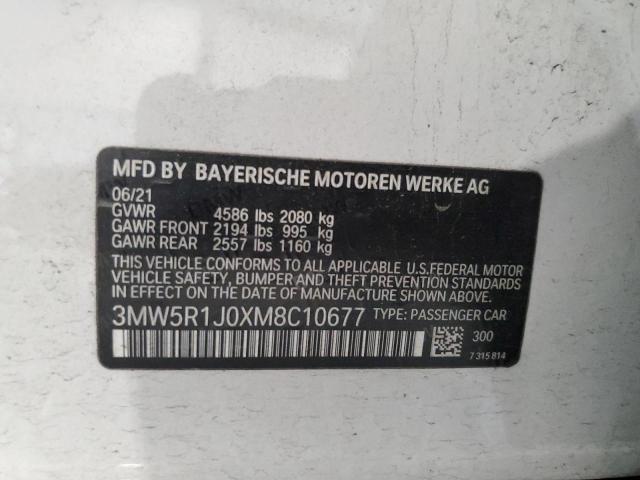 MFD BY BAYERISCHE MOTOREN WERKE AG
06/21
GVWR 4586 lbs 2080 kg
GAWR FRONT 2194 lbs 995 kg
GAWR REAR 2557 lbs 1160 kg
THIS VEHICLE CONFORMS TO ALL APPLICABLE U.S.FEDERAL MOTOR
VEHICLE SAFETY, BUMPER AND THEFT PREVENTION STANDARDS
IN EFFECT ON THE DATE OF MANUFACTURE SHOWN ABOVE.
3MW5R1J0XM8C10677 TYPE: PASSENGER CAR
300
7 315 814